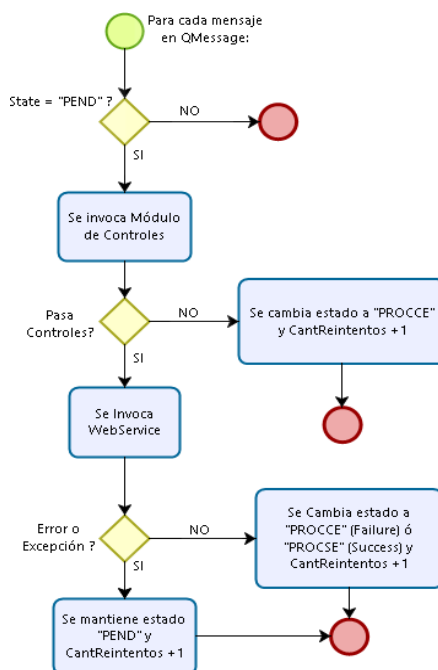 Para cada mensaje
en QMessage:
State = "PEND" ?
NO
SI
Se invoca Módulo
de Controles
Pasa
Controles?
NO
SI
Se cambia estado a "PROCCE"
y CantReintentos +1
Se Invoca
WebService
Error o
Excepción ?
NO
SI
Se Cambia estado a
"PROCCE" (Failure) ó
"PROCSE" (Success) y
CantReintentos +1
Se mantiene estado
"PEND" y
CantReintentos +1